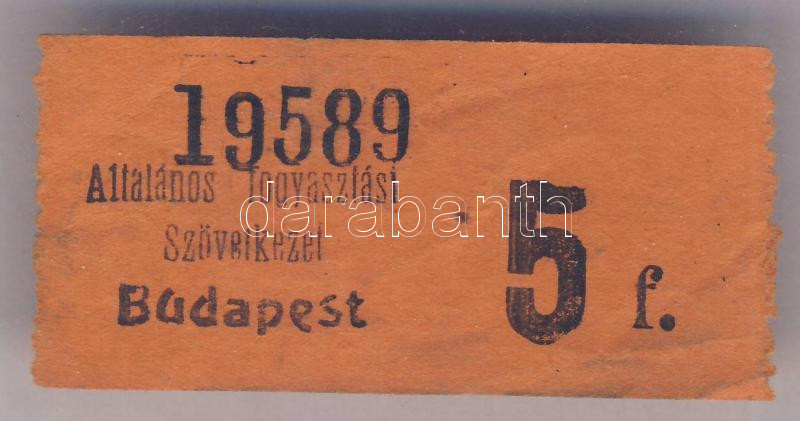 19589
Általános fogyasztási
Szövetkezet
Budapest
5 f.
darabanth